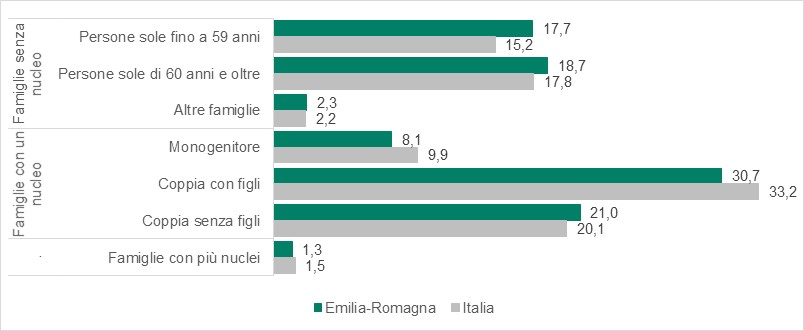 Famiglie senza
nucleo
Persone sole fino a 59 anni
17,7
15,2
Persone sole di 60 anni e oltre
18,7
17,8
Altre famiglie
2,3
2,2
Famiglie con un
nucleo
Monogenitore
8,1
9,9
Coppia con figli
30,7
33,2
Coppia senza figli
21,0
20,1
.
Famiglie con più nuclei
1,3
1,5
Emilia-Romagna
Italia